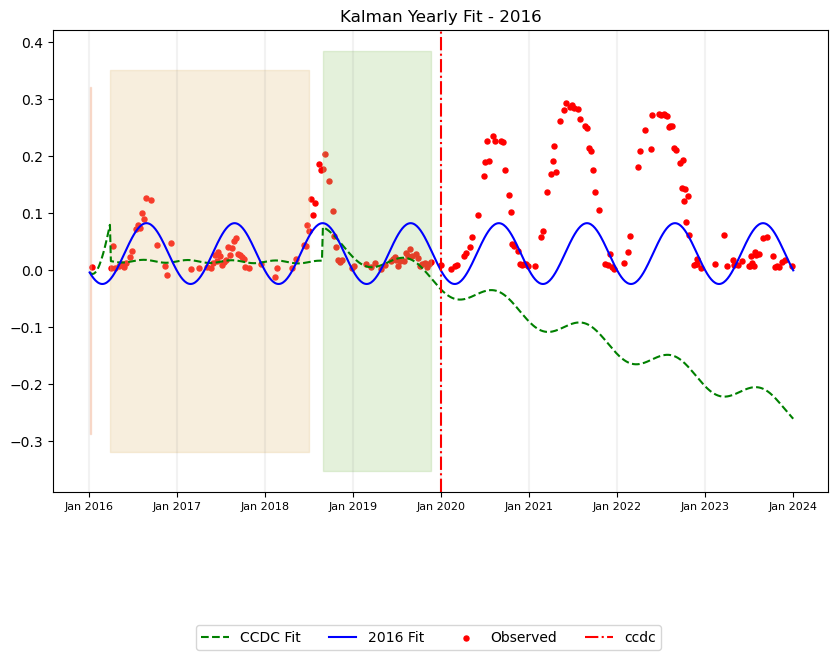 Kalman Yearly Fit - 2016
0.4
0.3
0.2
0.1
0.0
−0.1
−0.2
−0.3
Jan 2016 Jan 2017 Jan 2018 Jan 2019 Jan 2020 Jan 2021 Jan 2022 Jan 2023 Jan 2024
CCDC Fit 2016 Fit Observed ccdc